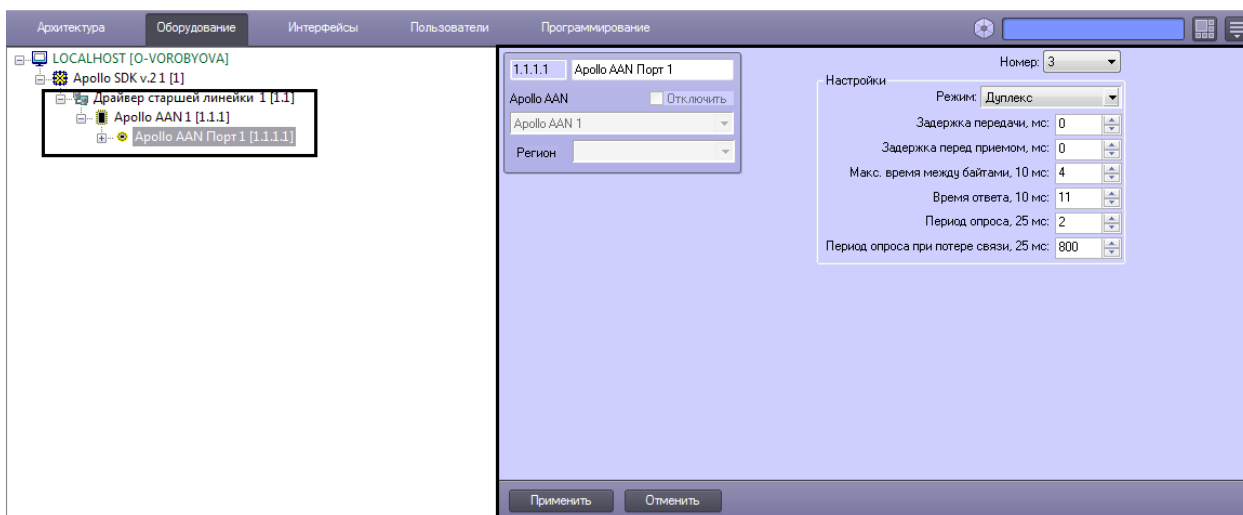 Архитектура Оборудование Интерфейсы Пользователи Программирование
LOCALHOST [O-VOROBYOVA]
Apollo SDK v.2 1 [1]
Драйвер старшей линейки 1 [1.1]
Apollo AAN 1 [1.1.1]
Apollo AAN Порт 1 [1.1.1.1]
1.1.1.1 Apollo AAN Порт 1
Apollo AAN Отключить
Apollo AAN 1
Регион
Номер: 3
Настройки
Режим: Дуплекс
Задержка передачи, мс: 0
Задержка перед приемом, мс: 0
Макс. время между байтами, 10 мс: 4
Время ответа, 10 мс: 11
Период опроса, 25 мс: 2
Период опроса при потере связи, 25 мс: 800
Применить Отменить